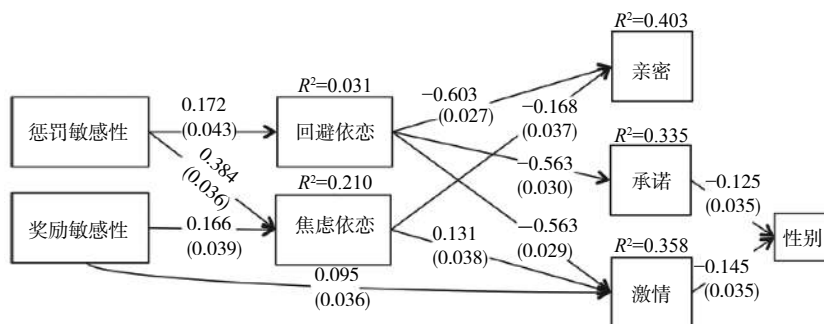 R²=0.403
亲密
R²=0.031
−0.603
(0.027)
−0.168
(0.037)
0.172
(0.043)
惩罚敏感性
回避依恋
R²=0.335
承诺
−0.563
(0.030)
−0.125
(0.035)
0.384
(0.036)
R²=0.210
奖励敏感性
0.166
(0.039)
焦虑依恋
0.131
(0.038)
−0.563
(0.029)
性别
R²=0.358
激情
−0.145
(0.035)
0.095
(0.036)